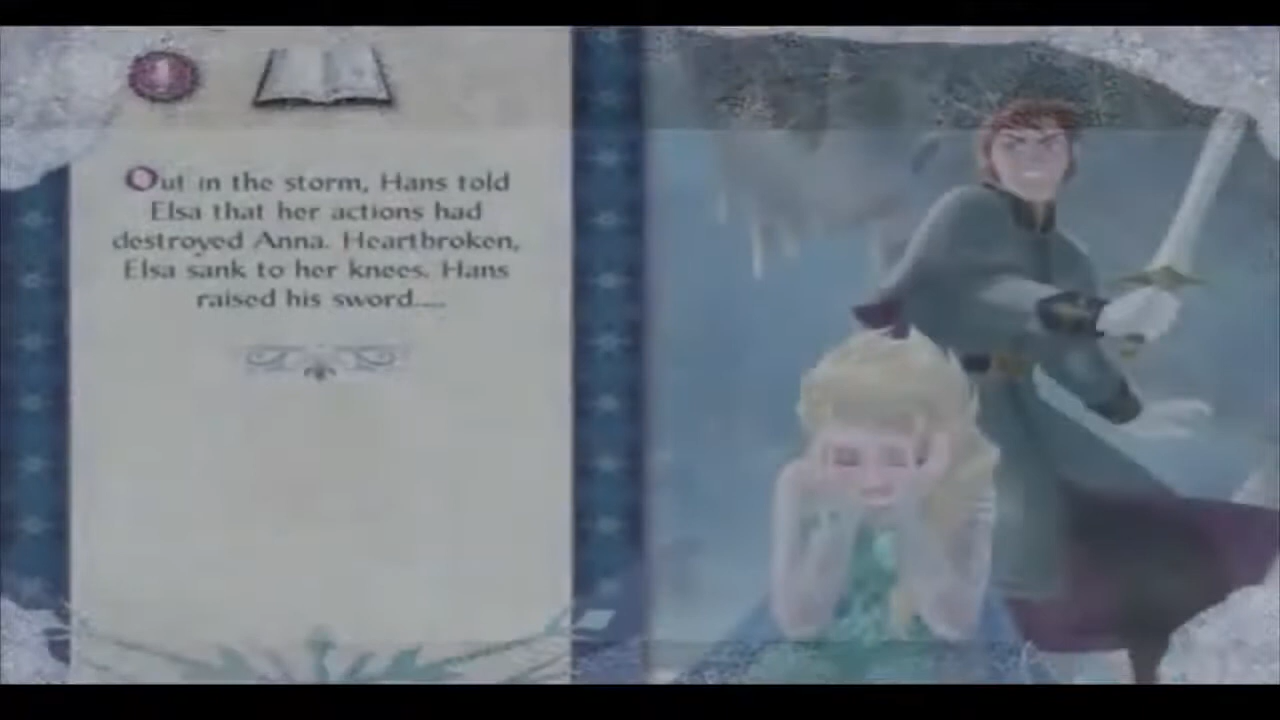 Out in the storm, Hans told
Elsa that her actions had
destroyed Anna. Heartbroken,
Elsa sank to her knees. Hans
raised his sword....